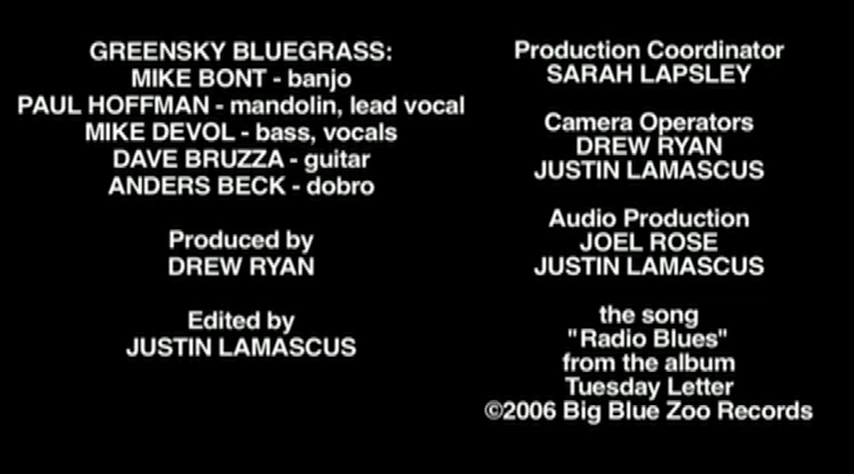 GREENSKY BLUEGRASS:
MIKE BONT - banjo
PAUL HOFFMAN - mandolin, lead vocal
MIKE DEVOL - bass, vocals
DAVE BRUZZA - guitar
ANDERS BECK - dobro
Produced by
DREW RYAN
Edited by
JUSTIN LAMASCUS
Production Coordinator
SARAH LAPSLEY
Camera Operators
DREW RYAN
JUSTIN LAMASCUS
Audio Production
JOEL ROSE
JUSTIN LAMASCUS
the song
"Radio Blues"
from the album
Tuesday Letter
©2006 Big Blue Zoo Records